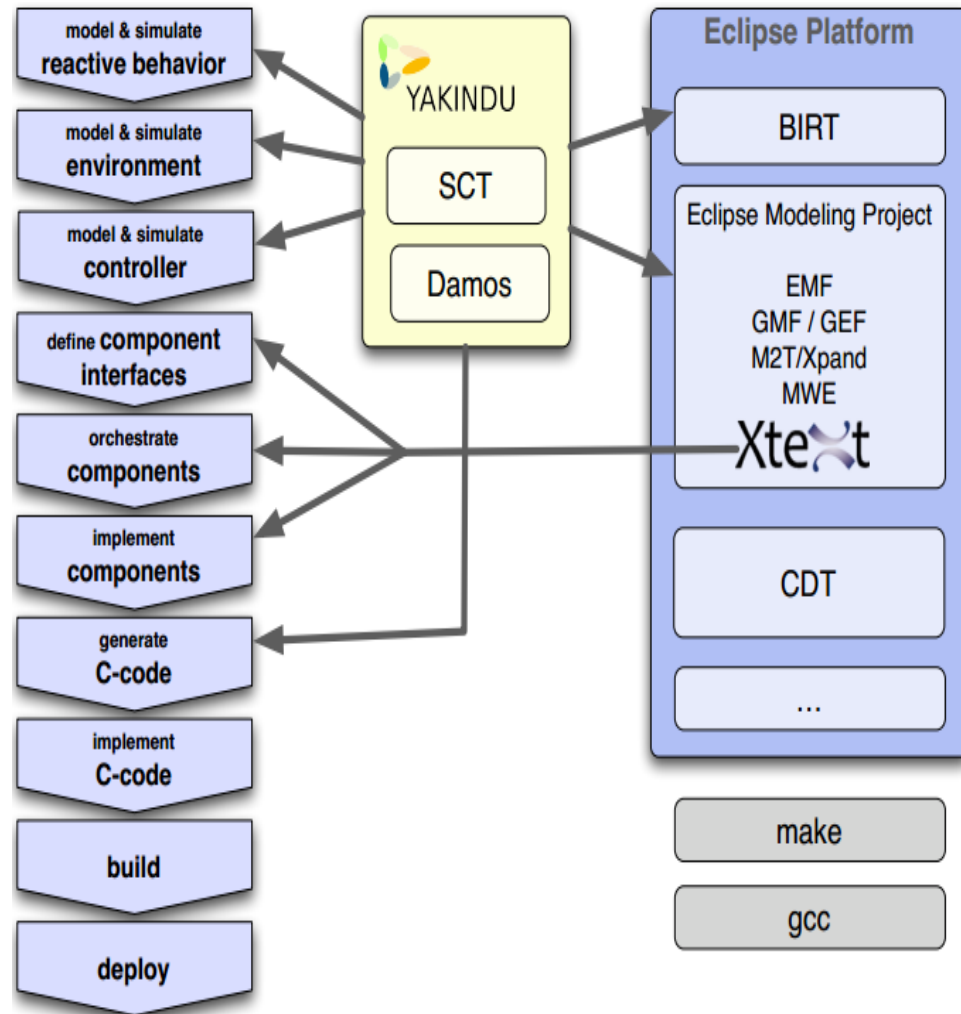 model & simulate
reactive behavior
model & simulate
environment
model & simulate
controller
define component
interfaces
orchestrate
components
implement
components
generate
C-code
implement
C-code
build
deploy
YAKINDU
SCT
Damos
Eclipse Platform
BIRT
Eclipse Modeling Project
EMF
GMF / GEF
M2T/Xpand
MWE
Xtext
CDT
...
make
gcc